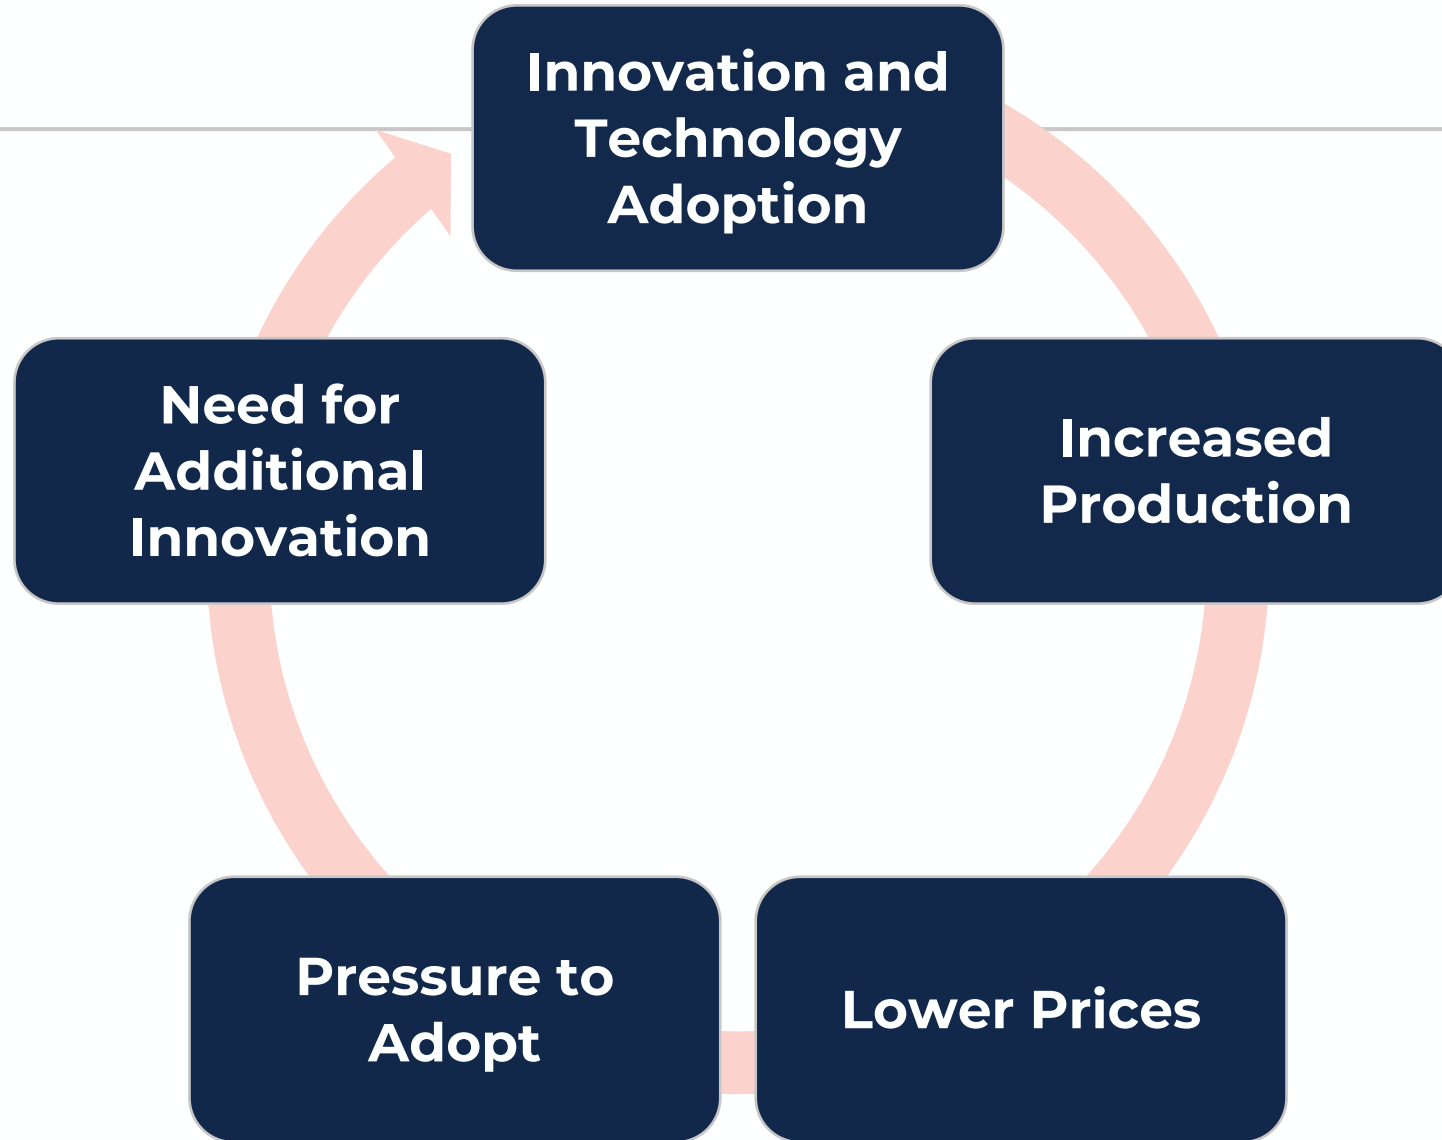 Innovation and
Technology
Adoption
Increased
Production
Lower Prices
Pressure to
Adopt
Need for
Additional
Innovation